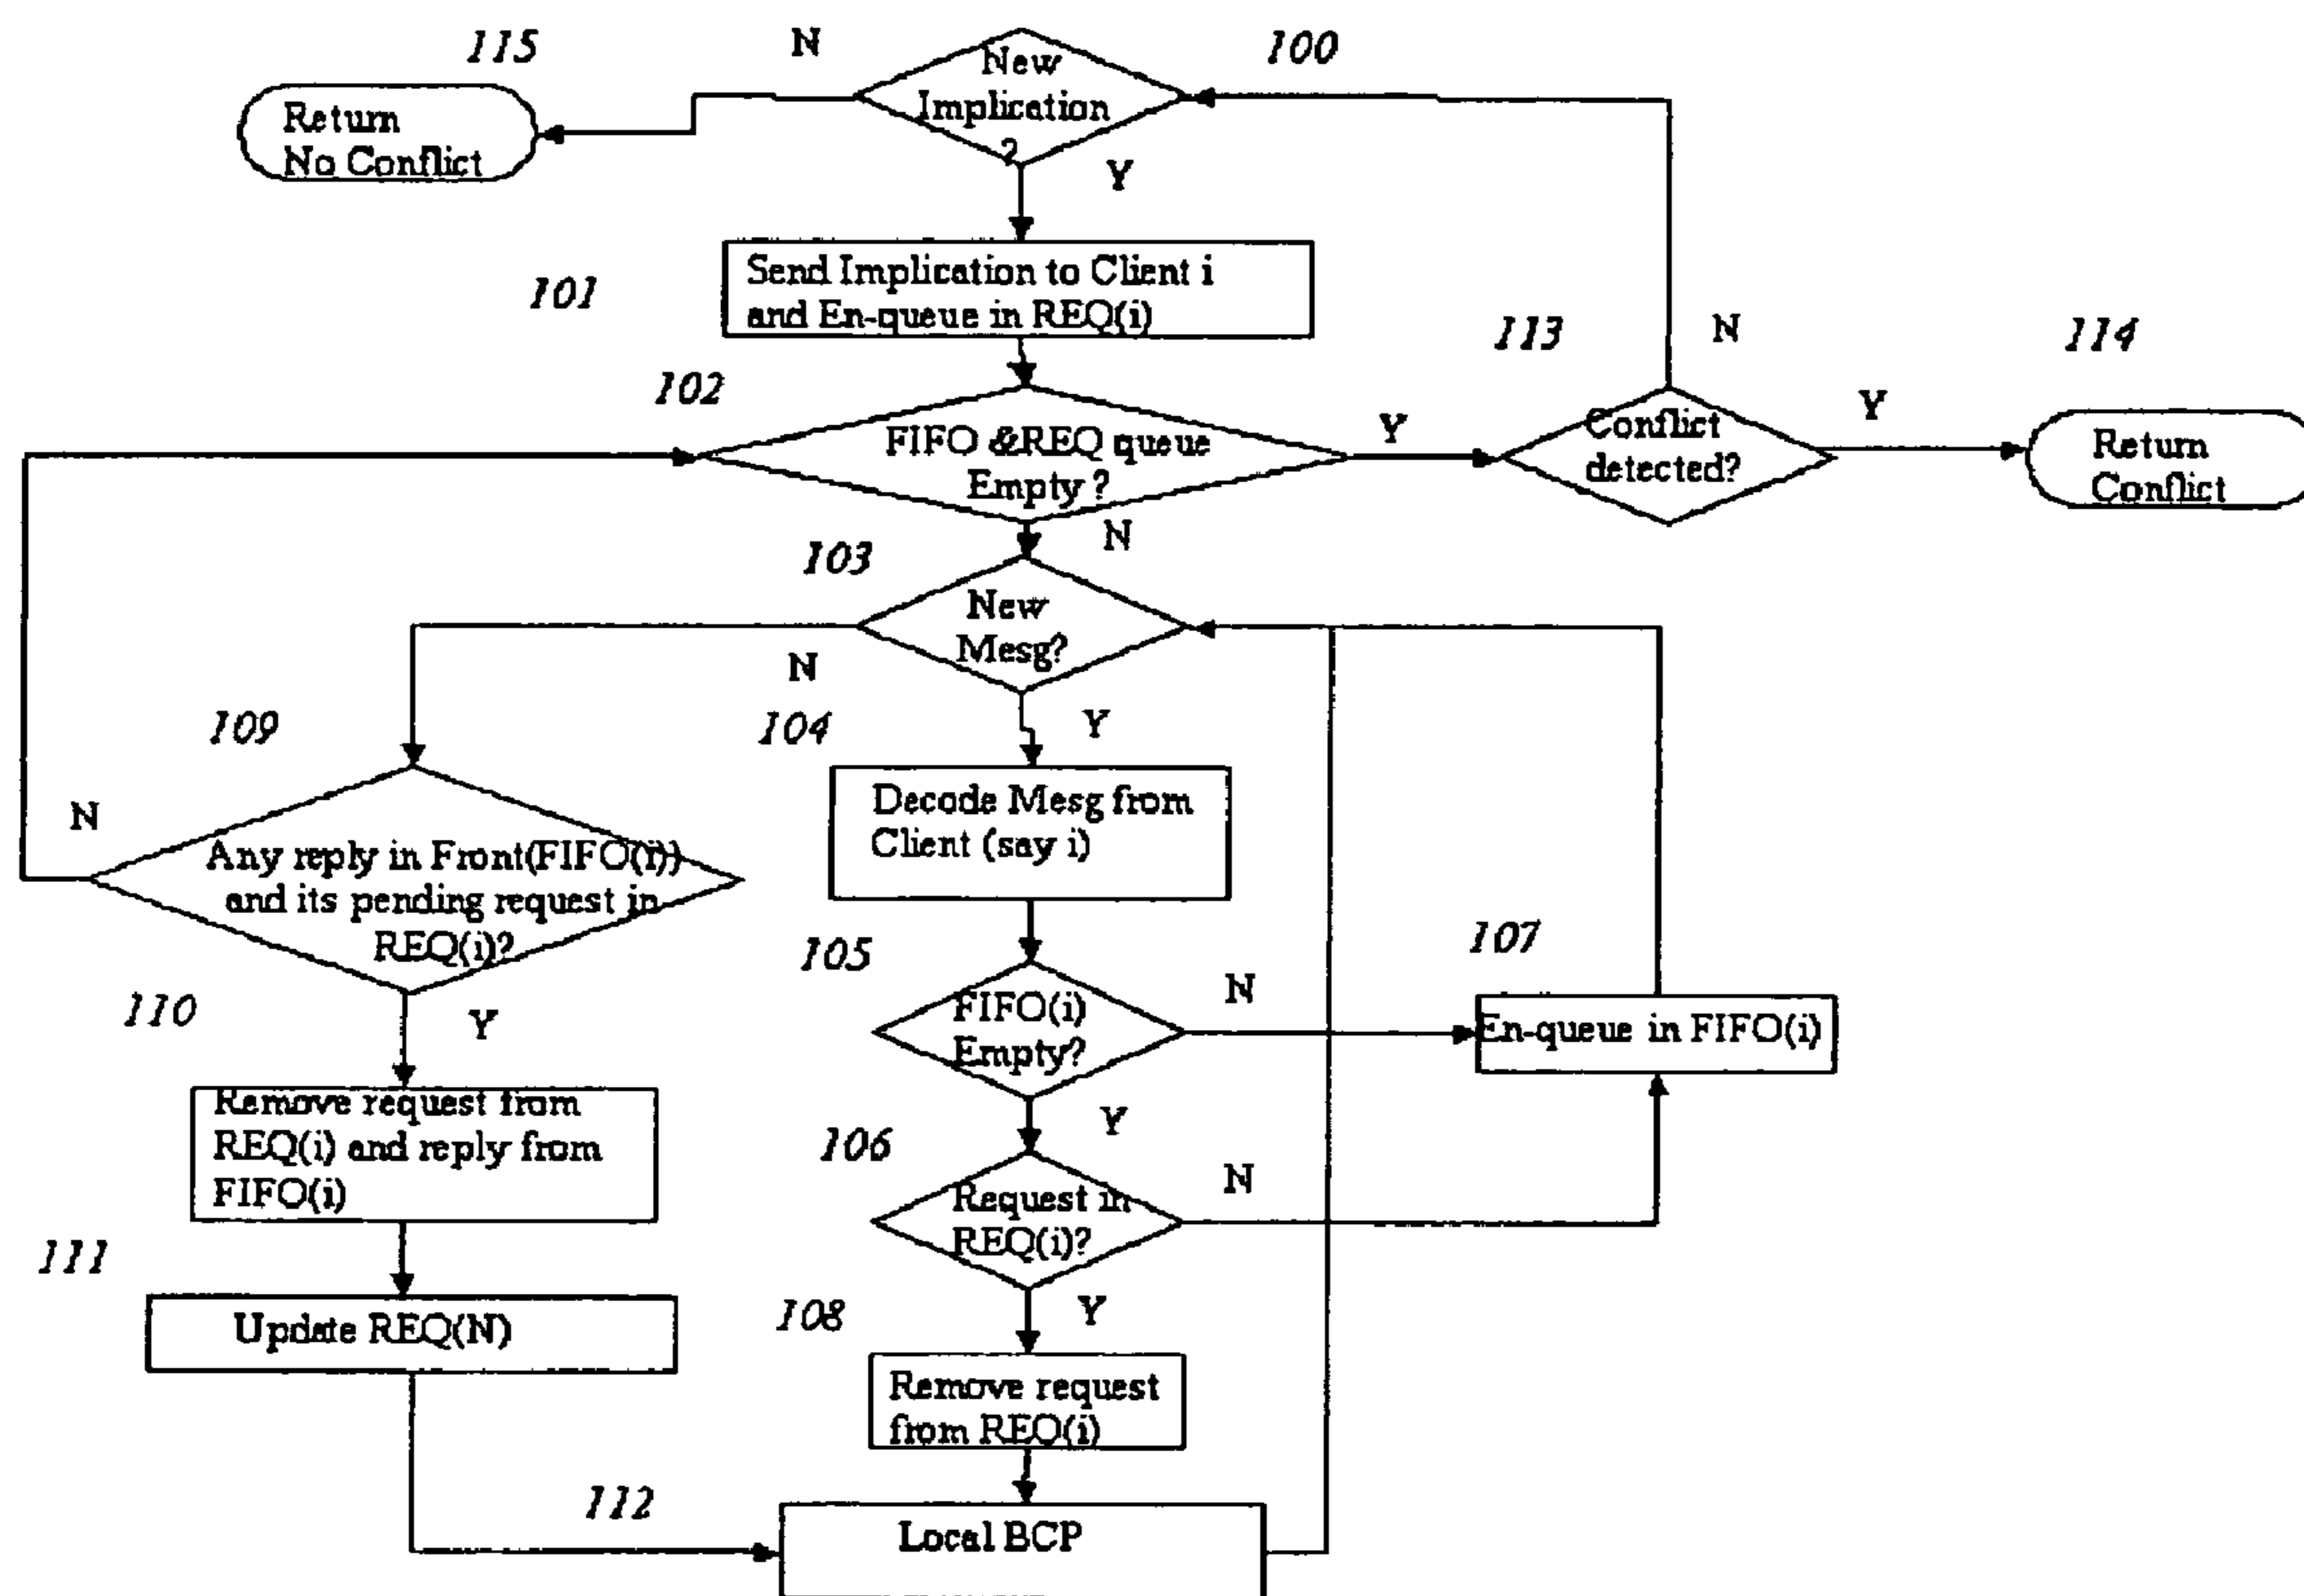 115
N
New
Implication
?
100
Return
No Conflict
Y
101
Send Implication to Client i
and En-queue in REQ(i)
102
FIFO &REQ queue
Empty ?
Y
N
113
N
Conflict
detected?
Y
114
Return
Conflict
103
New
Mesg?
N
Y
109
N
Any reply in Front(FIFO(i))
and its pending request in
REQ(i)?
104
Decode Mesg from
Client (say i)
105
FIFO(i)
Empty?
N
Y
107
En-queue in FIFO(i)
110
Y
Remove request from
REQ(i) and reply from
FIFO(i)
106
Request in
REQ(i)?
N
Y
111
Update REQ(N)
108
Remove request
from REQ(i)
112
Local BCP